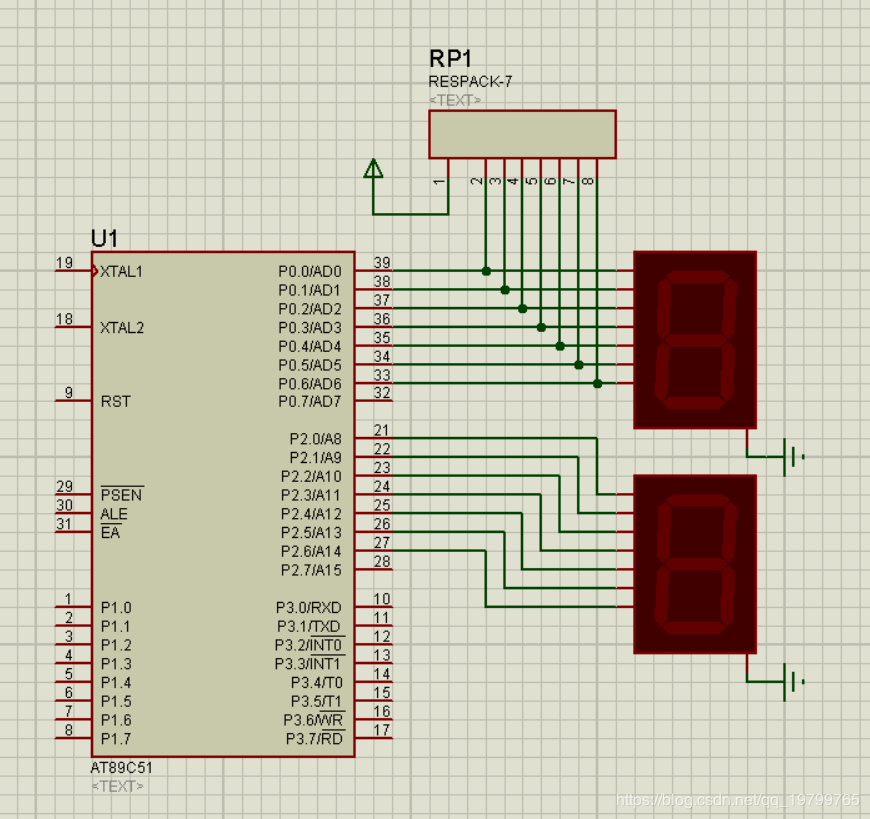 RP1
RESPACK-7
<TEXT>
1 2 3 4 5 6 7 8
U1
19 XTAL1 P0.0/AD0 39
P0.1/AD1 38
P0.2/AD2 37
18 XTAL2 P0.3/AD3 36
P0.4/AD4 35
P0.5/AD5 34
P0.6/AD6 33
9 RST P0.7/AD7 32
P2.0/A8 21
P2.1/A9 22
P2.2/A10 23
29 PSEN P2.3/A11 24
30 ALE P2.4/A12 25
31 EA P2.5/A13 26
P2.6/A14 27
P2.7/A15 28
1 P1.0 P3.0/RXD 10
2 P1.1 P3.1/TXD 11
3 P1.2 P3.2/INT0 12
4 P1.3 P3.3/INT1 13
5 P1.4 P3.4/T0 14
6 P1.5 P3.5/T1 15
7 P1.6 P3.6/WR 16
8 P1.7 P3.7/RD 17
AT89C51
<TEXT>
https://blog.csdn.net/qq_19799765